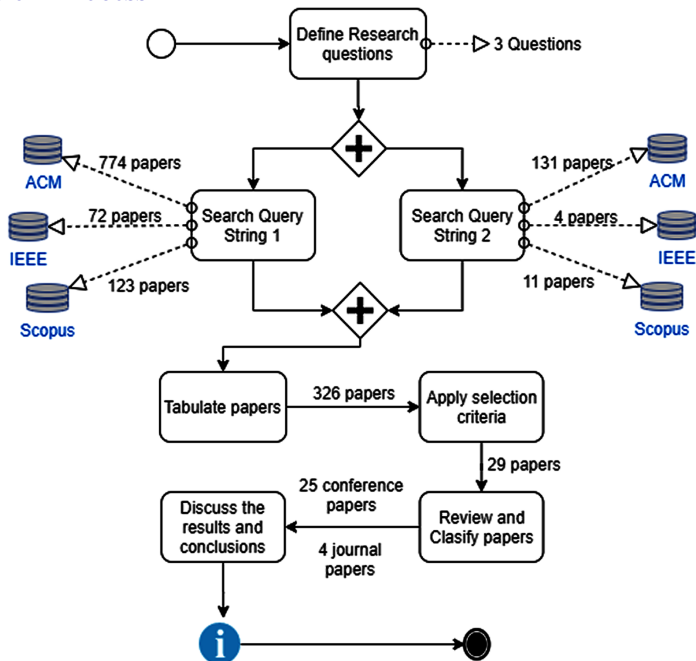 Define Research
questions
3 Questions
774 papers
ACM
72 papers
IEEE
123 papers
Scopus
Search Query
String 1
Search Query
String 2
131 papers
ACM
4 papers
IEEE
11 papers
Scopus
Tabulate papers
326 papers
Apply selection
criteria
29 papers
Review and
Clasify papers
25 conference
papers
4 journal
papers
Discuss the
results and
conclusions
i